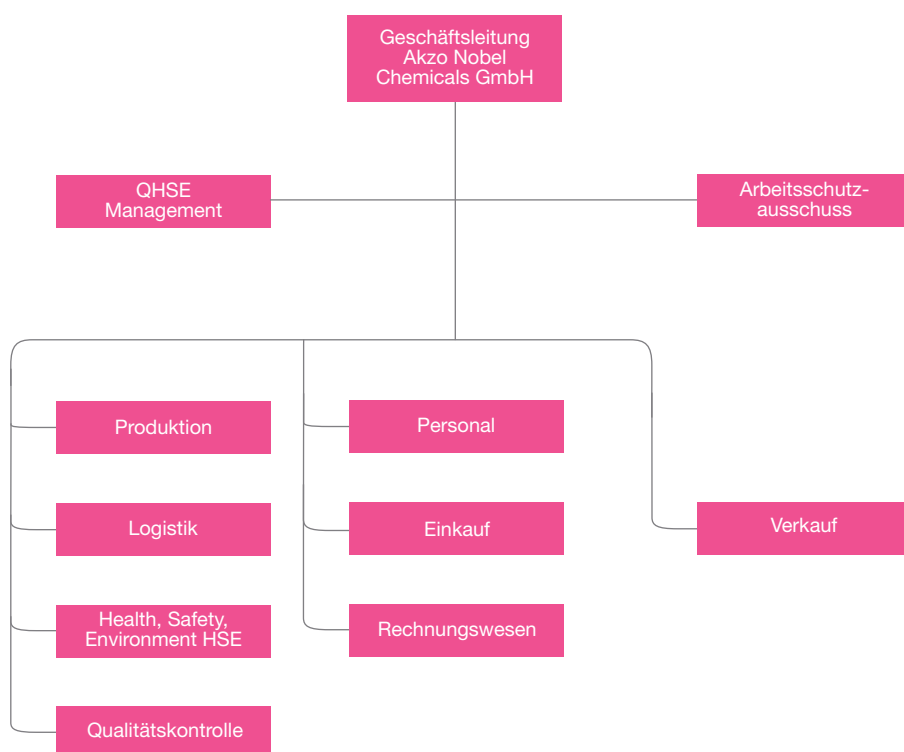 Geschäftsleitung
Akzo Nobel
Chemicals GmbH
QHSE
Management
Arbeitsschutz-
ausschuss
Produktion
Personal
Logistik
Einkauf
Verkauf
Health, Safety,
Environment HSE
Rechnungswesen
Qualitätskontrolle